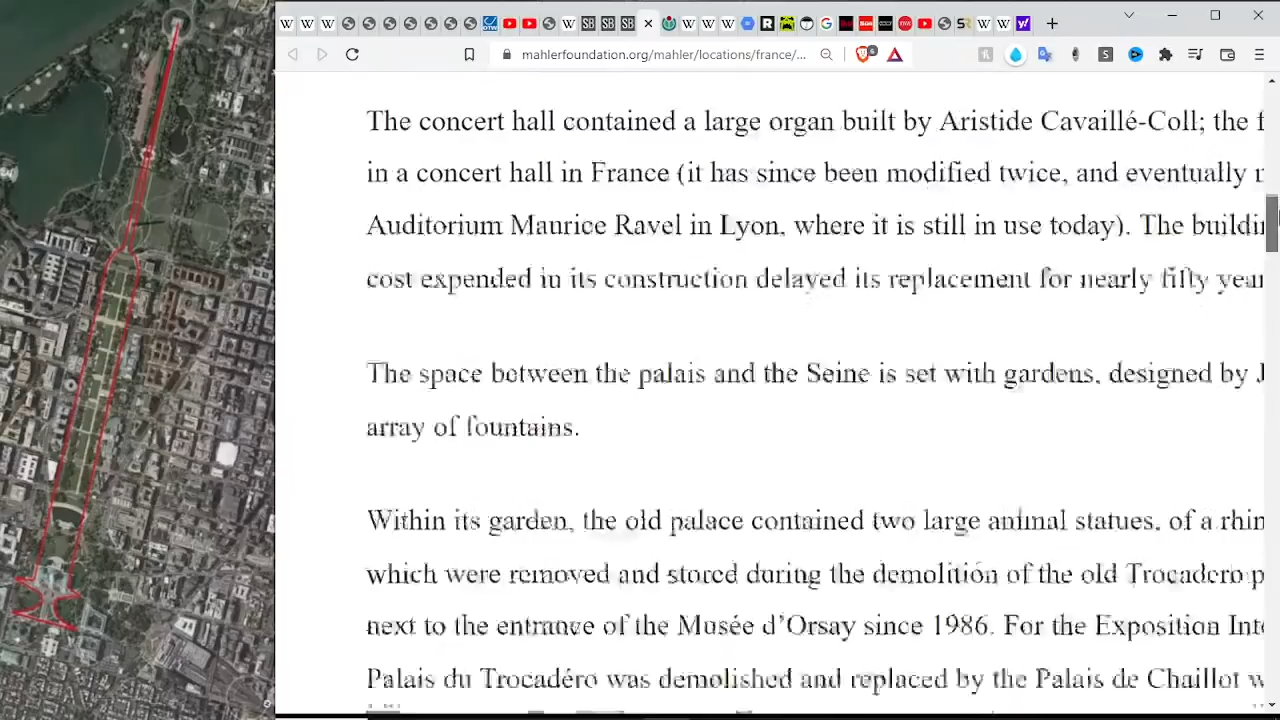 mahlerfoundation.org/mahler/locations/france/...
The concert hall contained a large organ built by Aristide Cavaillé-Coll; the
in a concert hall in France (it has since been modified twice, and eventually
Auditorium Maurice Ravel in Lyon, where it is still in use today). The
cost expended in its construction delayed its replacement for nearly fifty
The space between the palais and the Seine is set with gardens, designed by
array of fountains.
Within its garden, the old palace contained two large animal statues, of a
which were removed and stored during the demolition of the old Trocadero
next to the entrance of the Musée d'Orsay since 1986. For the Exposition
Palais du Trocadéro was demolished and replaced by the Palais de Chaillot